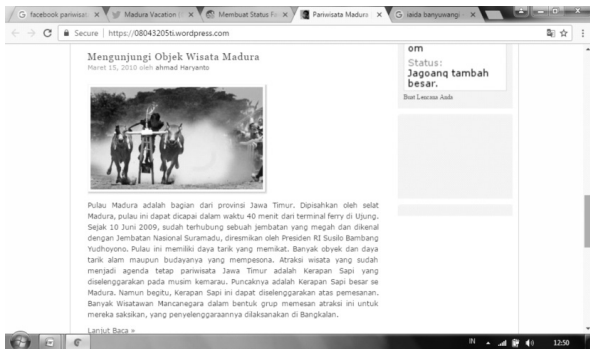 facebook pariwisat
Madura Vacation
Membuat Status Fa
Pariwisata Madura
iaida banyuwangi
Secure | https://08043205ti.wordpress.com
Mengunjungi Objek Wisata Madura
Maret 15, 2010 oleh ahmad Haryanto
Pulau Madura adalah bagian dari provinsi Jawa Timur. Dipisahkan oleh selat
Madura, pulau ini dapat dicapai dalam waktu 40 menit dari terminal ferry di Ujung.
Sejak 10 Juni 2009, sudah terhubung sebuah jembatan yang megah dan dikenal
dengan Jembatan Nasional Suramadu, diresmikan oleh Presiden RI Susilo Bambang
Yudhoyono. Pulau ini memiliki daya tarik yang memikat. Banyak obyek dan daya
tarik alam maupun budayanya yang mempesona. Atraksi wisata yang sudah
menjadi agenda tetap pariwisata Jawa Timur adalah Kerapan Sapi yang
diselenggarakan pada musim kemarau. Puncaknya adalah Kerapan Sapi besar se
Madura. Namun begitu, Kerapan Sapi ini dapat diselenggarakan atas pemesanan.
Banyak Wisatawan Mancanegara dalam bentuk grup memesan atraksi ini untuk
mereka saksikan, yang penyelenggaraannya dilaksanakan di Bangkalan.
Lanjut Baca »
om
Status:
Jagoanq tambah
besar.
Buat Lencana Anda
IN
12:50